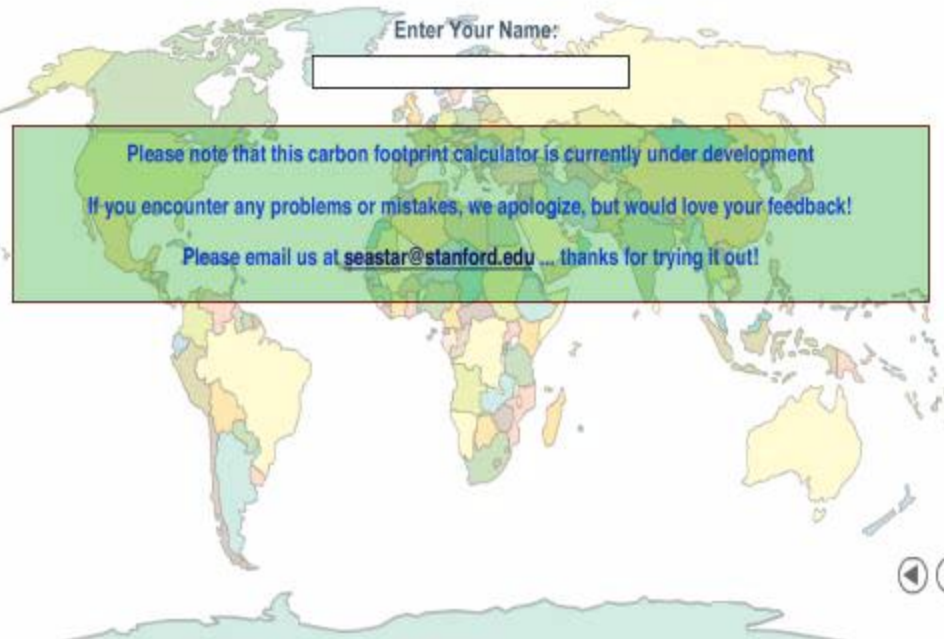 Enter Your Name:
Please note that this carbon footprint calculator is currently under development
If you encounter any problems or mistakes, we apologize, but would love your feedback!
Please email us at seastar@stanford.edu ... thanks for trying it out!